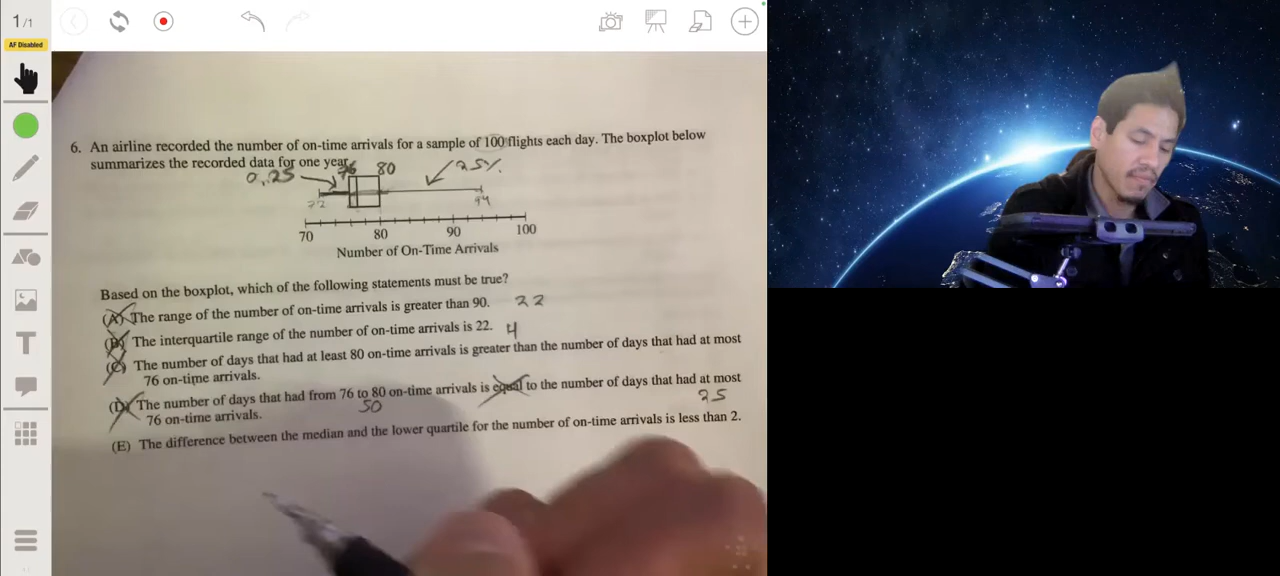 1/1
AF Disabled
6. An airline recorded the number of on-time arrivals for a sample of 100 flights each day. The boxplot below
summarizes the recorded data for one year.
0.25 76 80 25%
72 94
70 80 90 100
Number of On-Time Arrivals
Based on the boxplot, which of the following statements must be true?
(A) The range of the number of on-time arrivals is greater than 90. 22
(B) The interquartile range of the number of on-time arrivals is 22. 4
(C) The number of days that had at least 80 on-time arrivals is greater than the number of days that had at most
76 on-time arrivals.
(D) The number of days that had from 76 to 80 on-time arrivals is equal to the number of days that had at most
76 on-time arrivals. 50 25
(E) The difference between the median and the lower quartile for the number of on-time arrivals is less than 2.
T